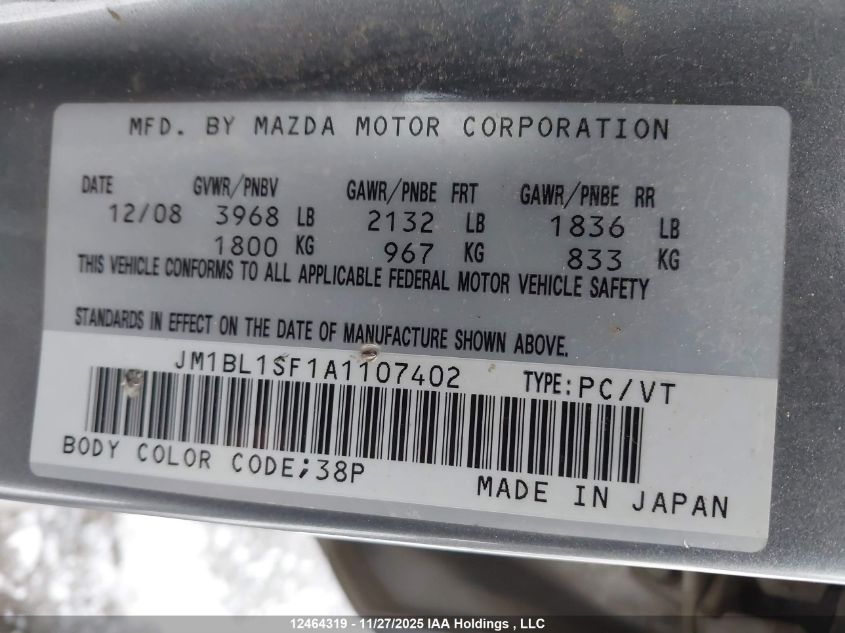 MFD. BY MAZDA MOTOR CORPORATION
DATE GVWR/PNBV GAWR/PNBE FRT GAWR/PNBE RR
12/08 3968 LB 2132 LB 1836 LB
1800 KG 967 KG 833 KG
THIS VEHICLE CONFORMS TO ALL APPLICABLE FEDERAL MOTOR VEHICLE SAFETY
STANDARDS IN EFFECT ON THE DATE OF MANUFACTURE SHOWN ABOVE.
JM1BL1SF1A1107402 TYPE:PC/VT
BODY COLOR CODE;38P
MADE IN JAPAN
12464319 - 11/27/2025 IAA Holdings , LLC